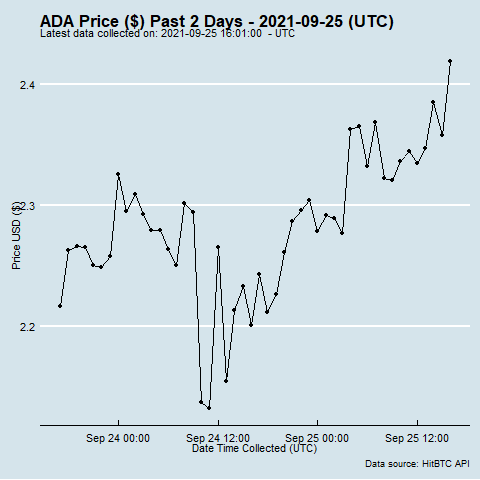 ADA Price ($) Past 2 Days - 2021-09-25 (UTC)
Latest data collected on: 2021-09-25 16:01:00 - UTC
2.4
2.3
2.2
Price USD ($)
Sep 24 00:00 Sep 24 12:00 Sep 25 00:00 Sep 25 12:00
Date Time Collected (UTC)
Data source: HitBTC API